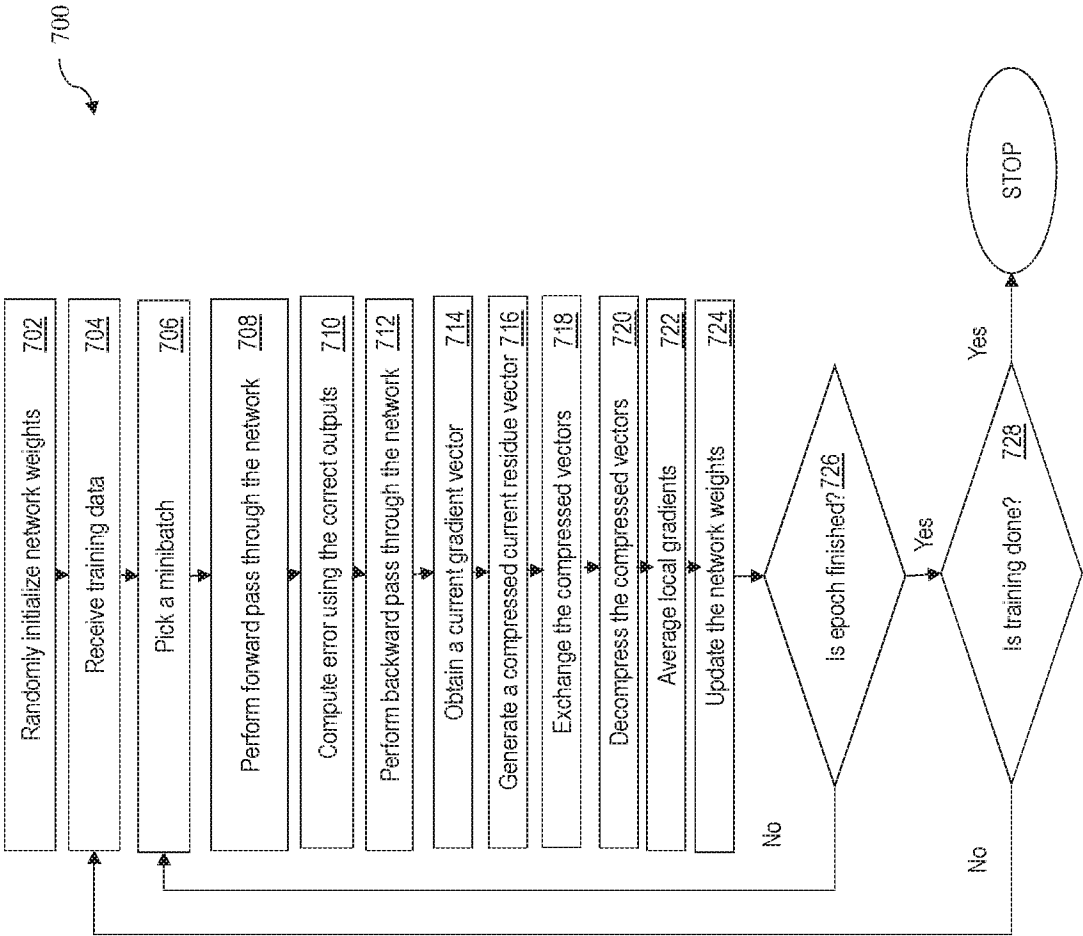 700
Randomly initialize network weights 702
Receive training data 704
Pick a minibatch 706
Perform forward pass through the network 708
Compute error using the correct outputs 710
Perform backward pass through the network 712
Obtain a current gradient vector 714
Generate a compressed current residue vector 716
Exchange the compressed vectors 718
Decompress the compressed vectors 720
Average local gradients 722
Update the network weights 724
No
Is epoch finished? 726
Yes
No
Is training done? 728
Yes
STOP